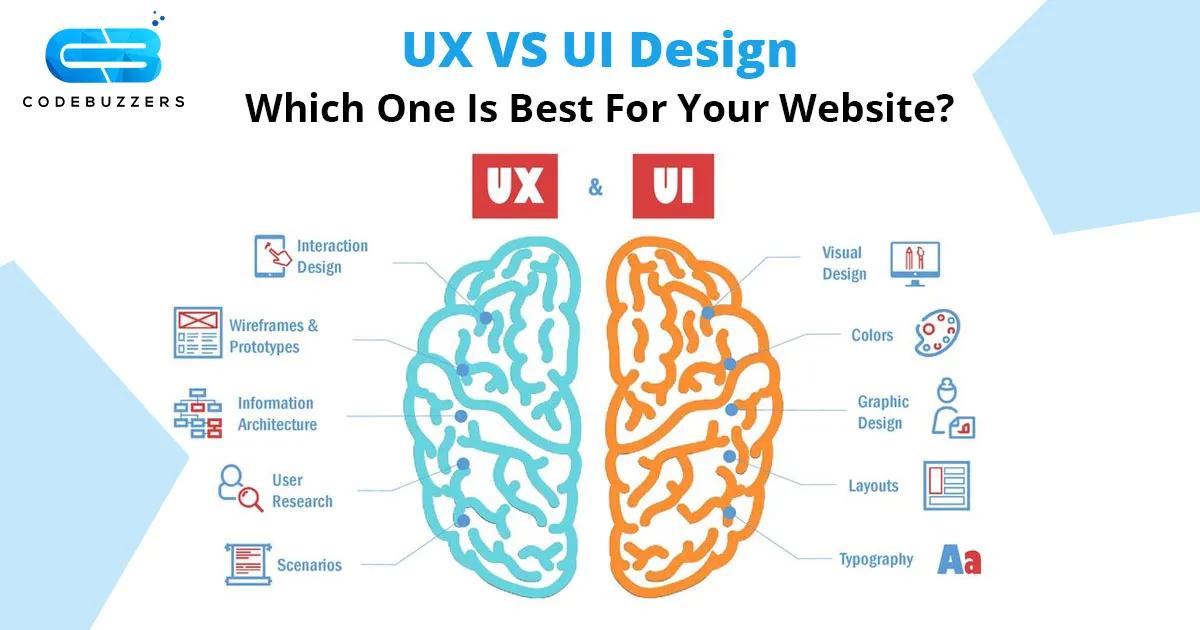 CODEBUZZERS
UX VS UI Design
Which One Is Best For Your Website?
UX & UI
Interaction
Design
Wireframes &
Prototypes
Information
Architecture
User
Research
Scenarios
Visual
Design
Colors
Graphic
Design
Layouts
Typography
Aa